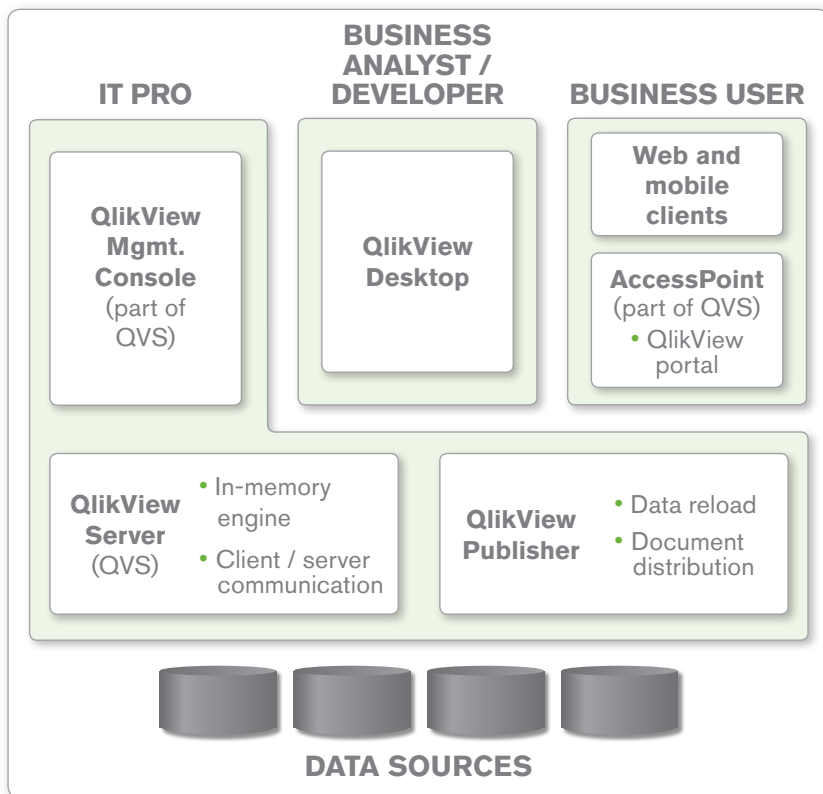 IT PRO
BUSINESS
ANALYST /
DEVELOPER
BUSINESS USER
QlikView
Mgmt.
Console
(part of
QVS)
QlikView
Desktop
Web and
mobile
clients
AccessPoint
(part of QVS)
• QlikView
portal
QlikView
Server
(QVS)
• In-memory
engine
• Client / server
communication
QlikView
Publisher
• Data reload
• Document
distribution
DATA SOURCES